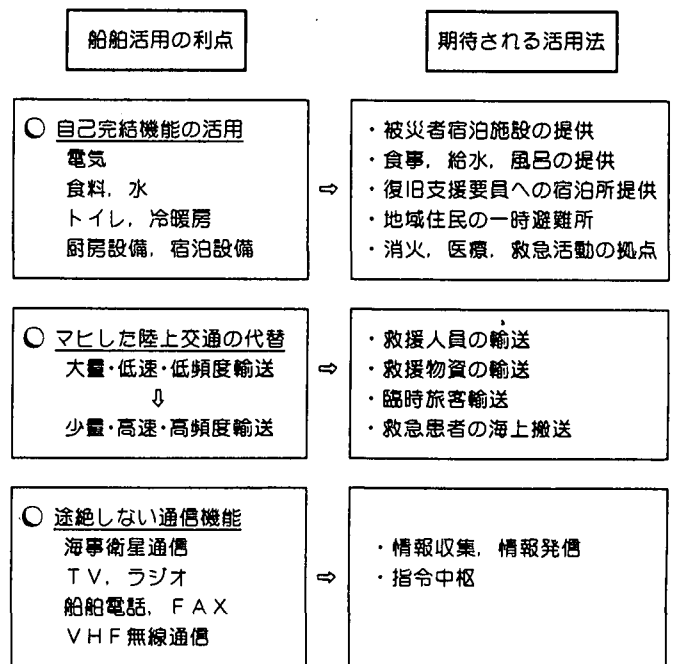 船舶活用の利点
期待される活用法
○ 自己完結機能の活用
電気
食料，水
トイレ，冷暖房
厨房設備，宿泊設備
⇨
・被災者宿泊施設の提供
・食事，給水，風呂の提供
・復旧支援要員への宿泊所提供
・地域住民の一時避難所
・消火，医療，救急活動の拠点
○ マヒした陸上交通の代替
大量・低速・低頻度輸送
⇩
少量・高速・高頻度輸送
⇨
・救援人員の輸送
・救援物資の輸送
・臨時旅客輸送
・救急患者の海上搬送
○ 途絶しない通信機能
海事衛星通信
ＴＶ，ラジオ
船舶電話，ＦＡＸ
ＶＨＦ無線通信
⇨
・情報収集，情報発信
・指令中枢